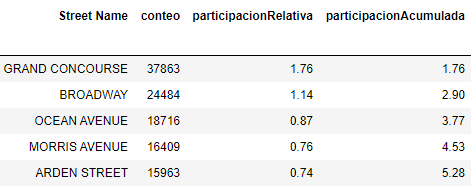 Street Name conteo participacionRelativa participacionAcumulada
GRAND CONCOURSE 37863 1.76 1.76
BROADWAY 24484 1.14 2.90
OCEAN AVENUE 18716 0.87 3.77
MORRIS AVENUE 16409 0.76 4.53
ARDEN STREET 15963 0.74 5.28